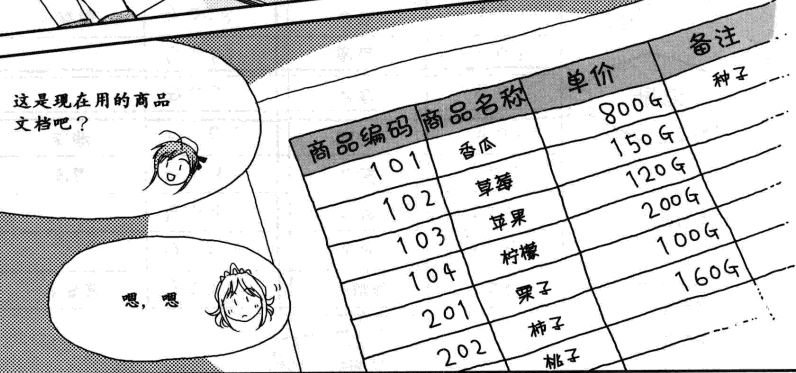 这是现在用的商品
文档吧？
嗯，嗯
商品编码 商品名称 单价 备注
101 香瓜 800G 种子
102 草莓 150G
103 苹果 120G
104 柠檬 200G
201 栗子 100G
202 柿子 160G
桃子